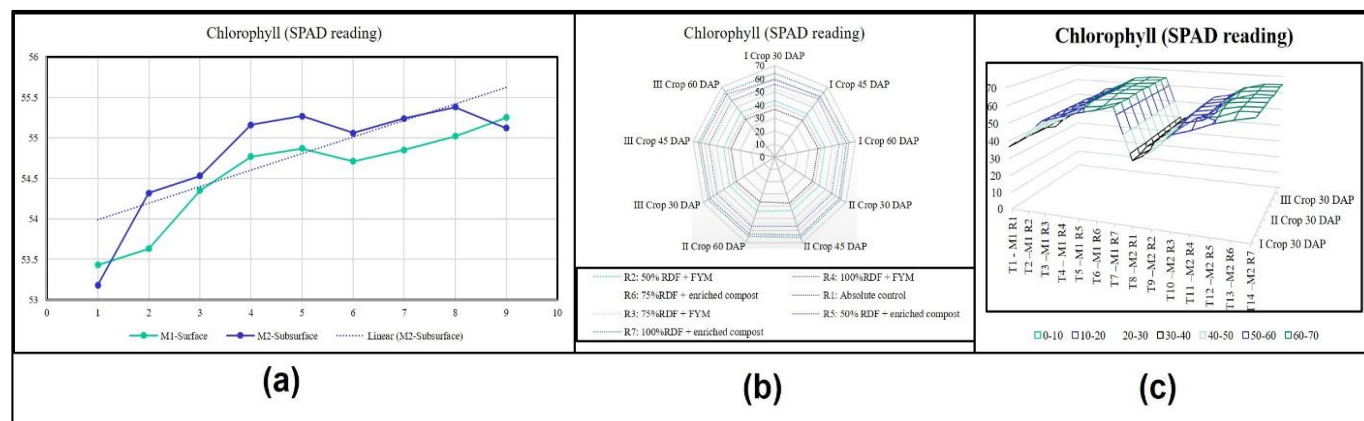 Chlorophyll (SPAD reading)
56
55.5
55
54.5
54
53.5
53
0 1 2 3 4 5 6 7 8 9 10
M1-Surface M2-Subsurface Linear (M2-Subsurface)
(a)
Chlorophyll (SPAD reading)
I Crop 30 DAP
I Crop 45 DAP
I Crop 60 DAP
II Crop 30 DAP
II Crop 45 DAP
II Crop 60 DAP
III Crop 30 DAP
III Crop 45 DAP
III Crop 60 DAP
70
60
50
40
30
20
10
0
R2: 50% RDF + FYM R4: 100%RDF + FYM
R6: 75%RDF + enriched compost R1: Absolute control
R3: 75%RDF + FYM R5: 50% RDF + enriched compost
R7: 100%RDF + enriched compost
(b)
Chlorophyll (SPAD reading)
70
60
50
40
30
20
10
0
T1 - M1 R1
T2 –M1 R2
T3 –M1 R3
T4 – M1 R4
T5 –M1 R5
T6 –M1 R6
T7 –M1 R7
T8 –M2 R1
T9 –M2 R2
T10 –M2 R3
T11 –M2 R4
T12 –M2 R5
T13 –M2 R6
T14 –M2 R7
III Crop 30 DAP
II Crop 30 DAP
I Crop 30 DAP
0-10 10-20 20-30 30-40 40-50 50-60 60-70
(c)